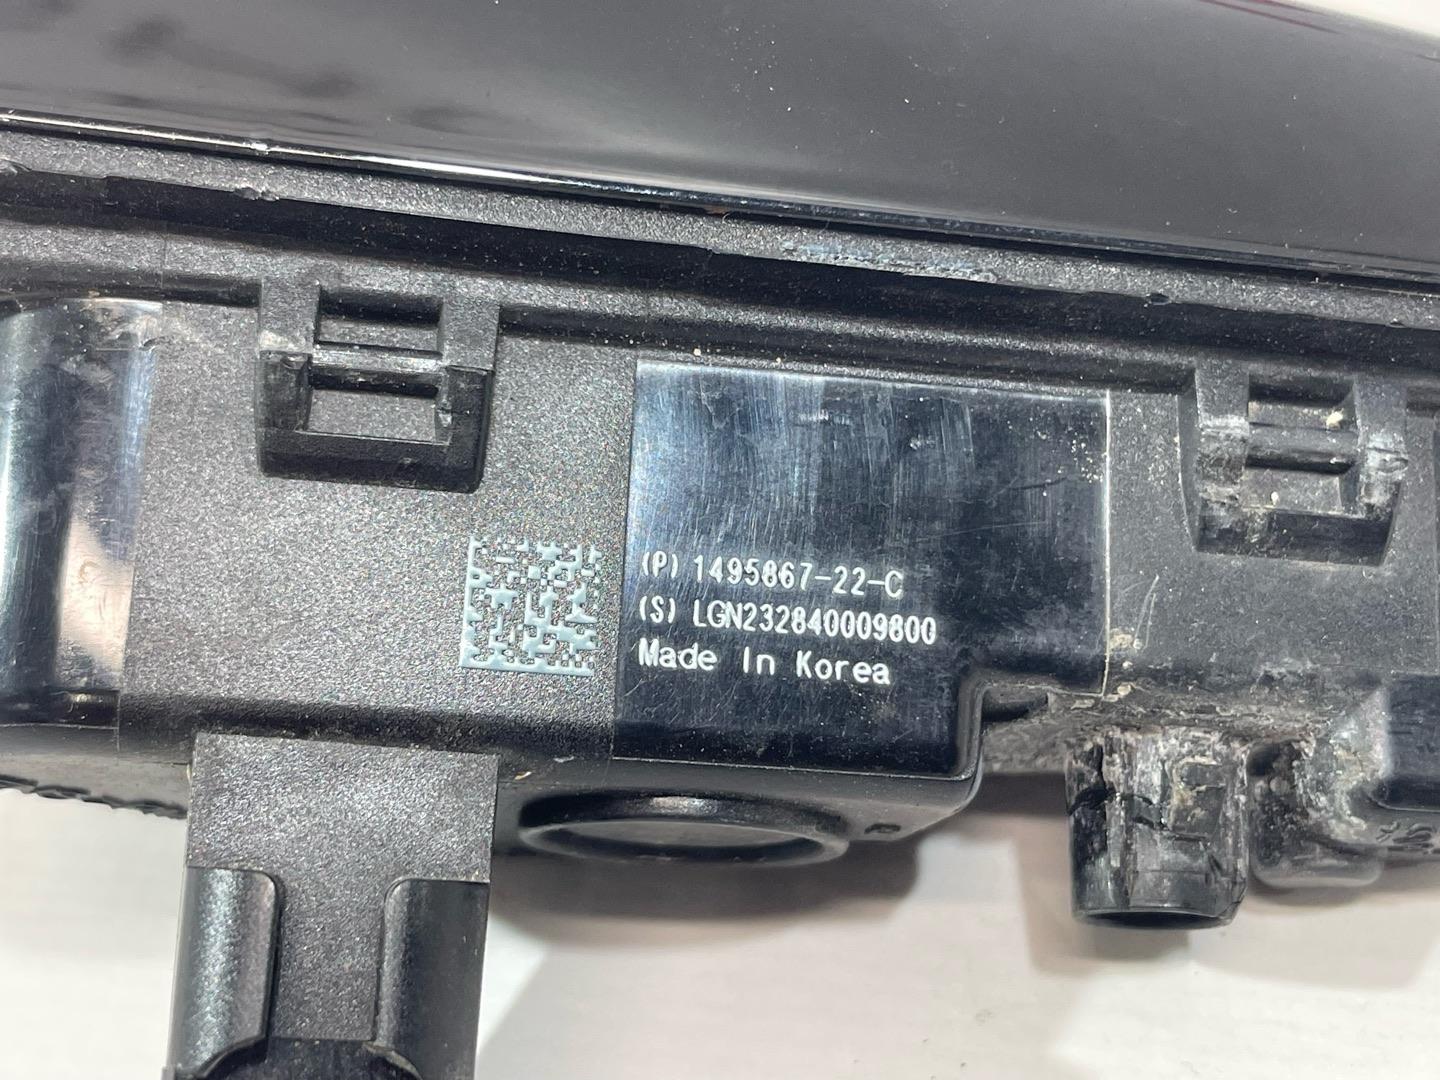 (P) 1495867-22-C
(S) LGN232840009800
Made In Korea